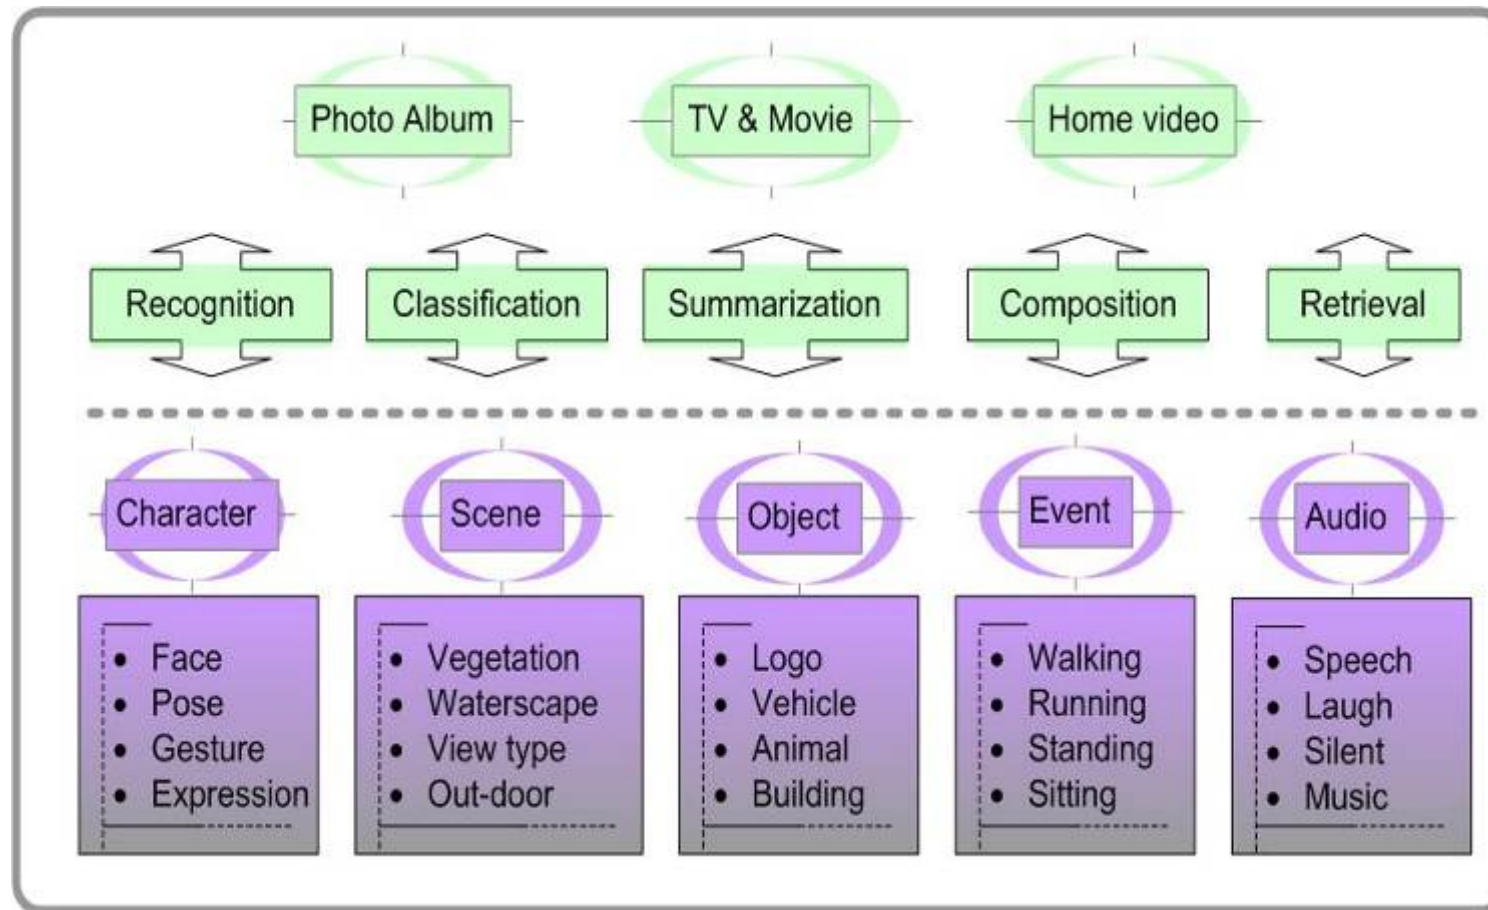 Photo Album
TV & Movie
Home video
Recognition
Classification
Summarization
Composition
Retrieval
Character
Scene
Object
Event
Audio
• Face
• Pose
• Gesture
• Expression
• Vegetation
• Waterscape
• View type
• Out-door
• Logo
• Vehicle
• Animal
• Building
• Walking
• Running
• Standing
• Sitting
• Speech
• Laugh
• Silent
• Music